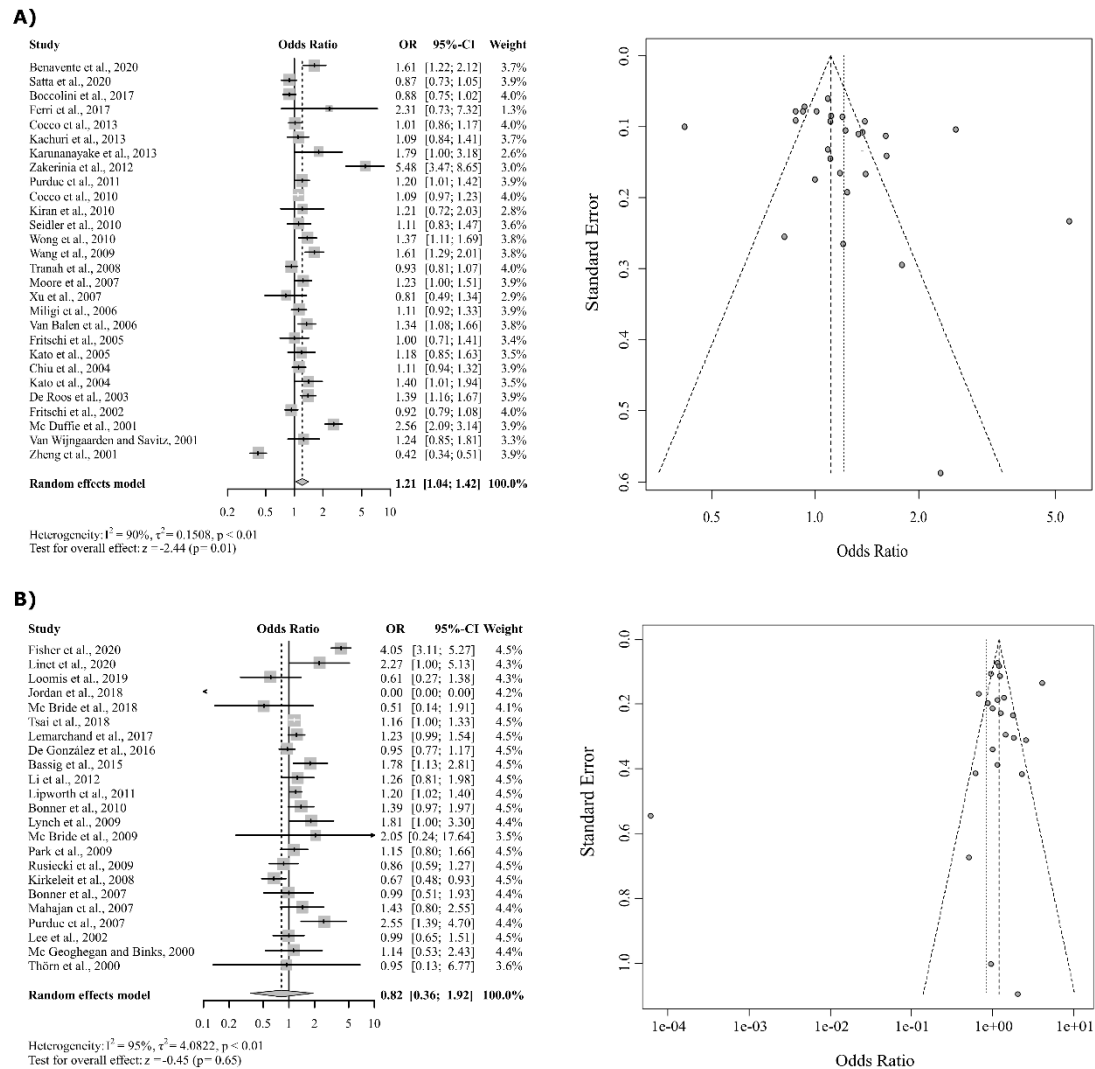 A)
Study Odds Ratio OR 95%-CI Weight
Benavente et al., 2020 1.61 [1.22; 2.12] 3.7%
Satta et al., 2020 0.87 [0.73; 1.05] 3.9%
Boccolini et al., 2017 0.88 [0.75; 1.02] 4.0%
Ferri et al., 2017 2.31 [0.73; 7.32] 1.3%
Cocco et al., 2013 1.01 [0.86; 1.17] 4.0%
Kachuri et al., 2013 1.09 [0.84; 1.41] 3.7%
Karunanayake et al., 2013 1.79 [1.00; 3.18] 2.6%
Zakerinia et al., 2012 5.48 [3.47; 8.65] 3.0%
Purdue et al., 2011 1.20 [1.01; 1.42] 3.9%
Cocco et al., 2010 1.09 [0.97; 1.23] 4.0%
Kiran et al., 2010 1.21 [0.72; 2.03] 2.8%
Seidler et al., 2010 1.11 [0.83; 1.47] 3.6%
Wong et al., 2010 1.37 [1.11; 1.69] 3.8%
Wang et al., 2009 1.61 [1.29; 2.01] 3.8%
Tranah et al., 2008 0.93 [0.81; 1.07] 4.0%
Moore et al., 2007 1.23 [1.00; 1.51] 3.9%
Xu et al., 2007 0.81 [0.49; 1.34] 2.9%
Miligi et al., 2006 1.11 [0.92; 1.33] 3.9%
Van Balen et al., 2006 1.34 [1.08; 1.66] 3.8%
Fritschi et al., 2005 1.00 [0.71; 1.41] 3.4%
Kato et al., 2005 1.18 [0.85; 1.63] 3.5%
Chiu et al., 2004 1.11 [0.94; 1.32] 3.9%
Kato et al., 2004 1.40 [1.01; 1.94] 3.5%
De Roos et al., 2003 1.39 [1.16; 1.67] 3.9%
Fritschi et al., 2002 0.92 [0.79; 1.08] 4.0%
Mc Duffie et al., 2001 2.56 [2.09; 3.14] 3.9%
Van Wijngaarden and Savitz, 2001 1.24 [0.85; 1.81] 3.3%
Zheng et al., 2001 0.42 [0.34; 0.51] 3.9%
Random effects model 1.21 [1.04; 1.42] 100.0%
0.2 0.5 1 2 5 10
Heterogeneity: I² = 90%, τ² = 0.1508, p < 0.01
Test for overall effect: z = -2.44 (p = 0.01)
Standard Error
0.0
0.1
0.2
0.3
0.4
0.5
0.6
0.5 1.0 2.0 5.0
Odds Ratio
B)
Study Odds Ratio OR 95%-CI Weight
Fisher et al., 2020 4.05 [3.11; 5.27] 4.5%
Linet et al., 2020 2.27 [1.00; 5.13] 4.3%
Loomis et al., 2019 0.61 [0.27; 1.38] 4.3%
Jordan et al., 2018 0.00 [0.00; 0.00] 4.2%
Mc Bride et al., 2018 0.51 [0.14; 1.91] 4.1%
Tsai et al., 2018 1.16 [1.00; 1.33] 4.5%
Lemarchand et al., 2017 1.23 [0.99; 1.54] 4.5%
De González et al., 2016 0.95 [0.77; 1.17] 4.5%
Bassig et al., 2015 1.78 [1.13; 2.81] 4.5%
Li et al., 2012 1.26 [0.81; 1.98] 4.5%
Lipworth et al., 2011 1.20 [1.02; 1.40] 4.5%
Bonner et al., 2010 1.39 [0.97; 1.97] 4.5%
Lynch et al., 2009 1.81 [1.00; 3.30] 4.4%
Mc Bride et al., 2009 2.05 [0.24; 17.64] 3.5%
Park et al., 2009 1.15 [0.80; 1.66] 4.5%
Rusiecki et al., 2009 0.86 [0.59; 1.27] 4.5%
Kirkeleit et al., 2008 0.67 [0.48; 0.93] 4.5%
Bonner et al., 2007 0.99 [0.51; 1.93] 4.4%
Mahajan et al., 2007 1.43 [0.80; 2.55] 4.4%
Purdue et al., 2007 2.55 [1.39; 4.70] 4.4%
Lee et al., 2002 0.99 [0.65; 1.51] 4.5%
Mc Geoghegan and Binks, 2000 1.14 [0.53; 2.43] 4.4%
Thörn et al., 2000 0.95 [0.13; 6.77] 3.6%
Random effects model 0.82 [0.36; 1.92] 100.0%
0.1 0.2 0.5 1 2 5 10
Heterogeneity: I² = 95%, τ² = 4.0822, p < 0.01
Test for overall effect: z = -0.45 (p = 0.65)
Standard Error
0.0
0.2
0.4
0.6
0.8
1.0
1e-04 1e-03 1e-02 1e-01 1e+00 1e+01
Odds Ratio